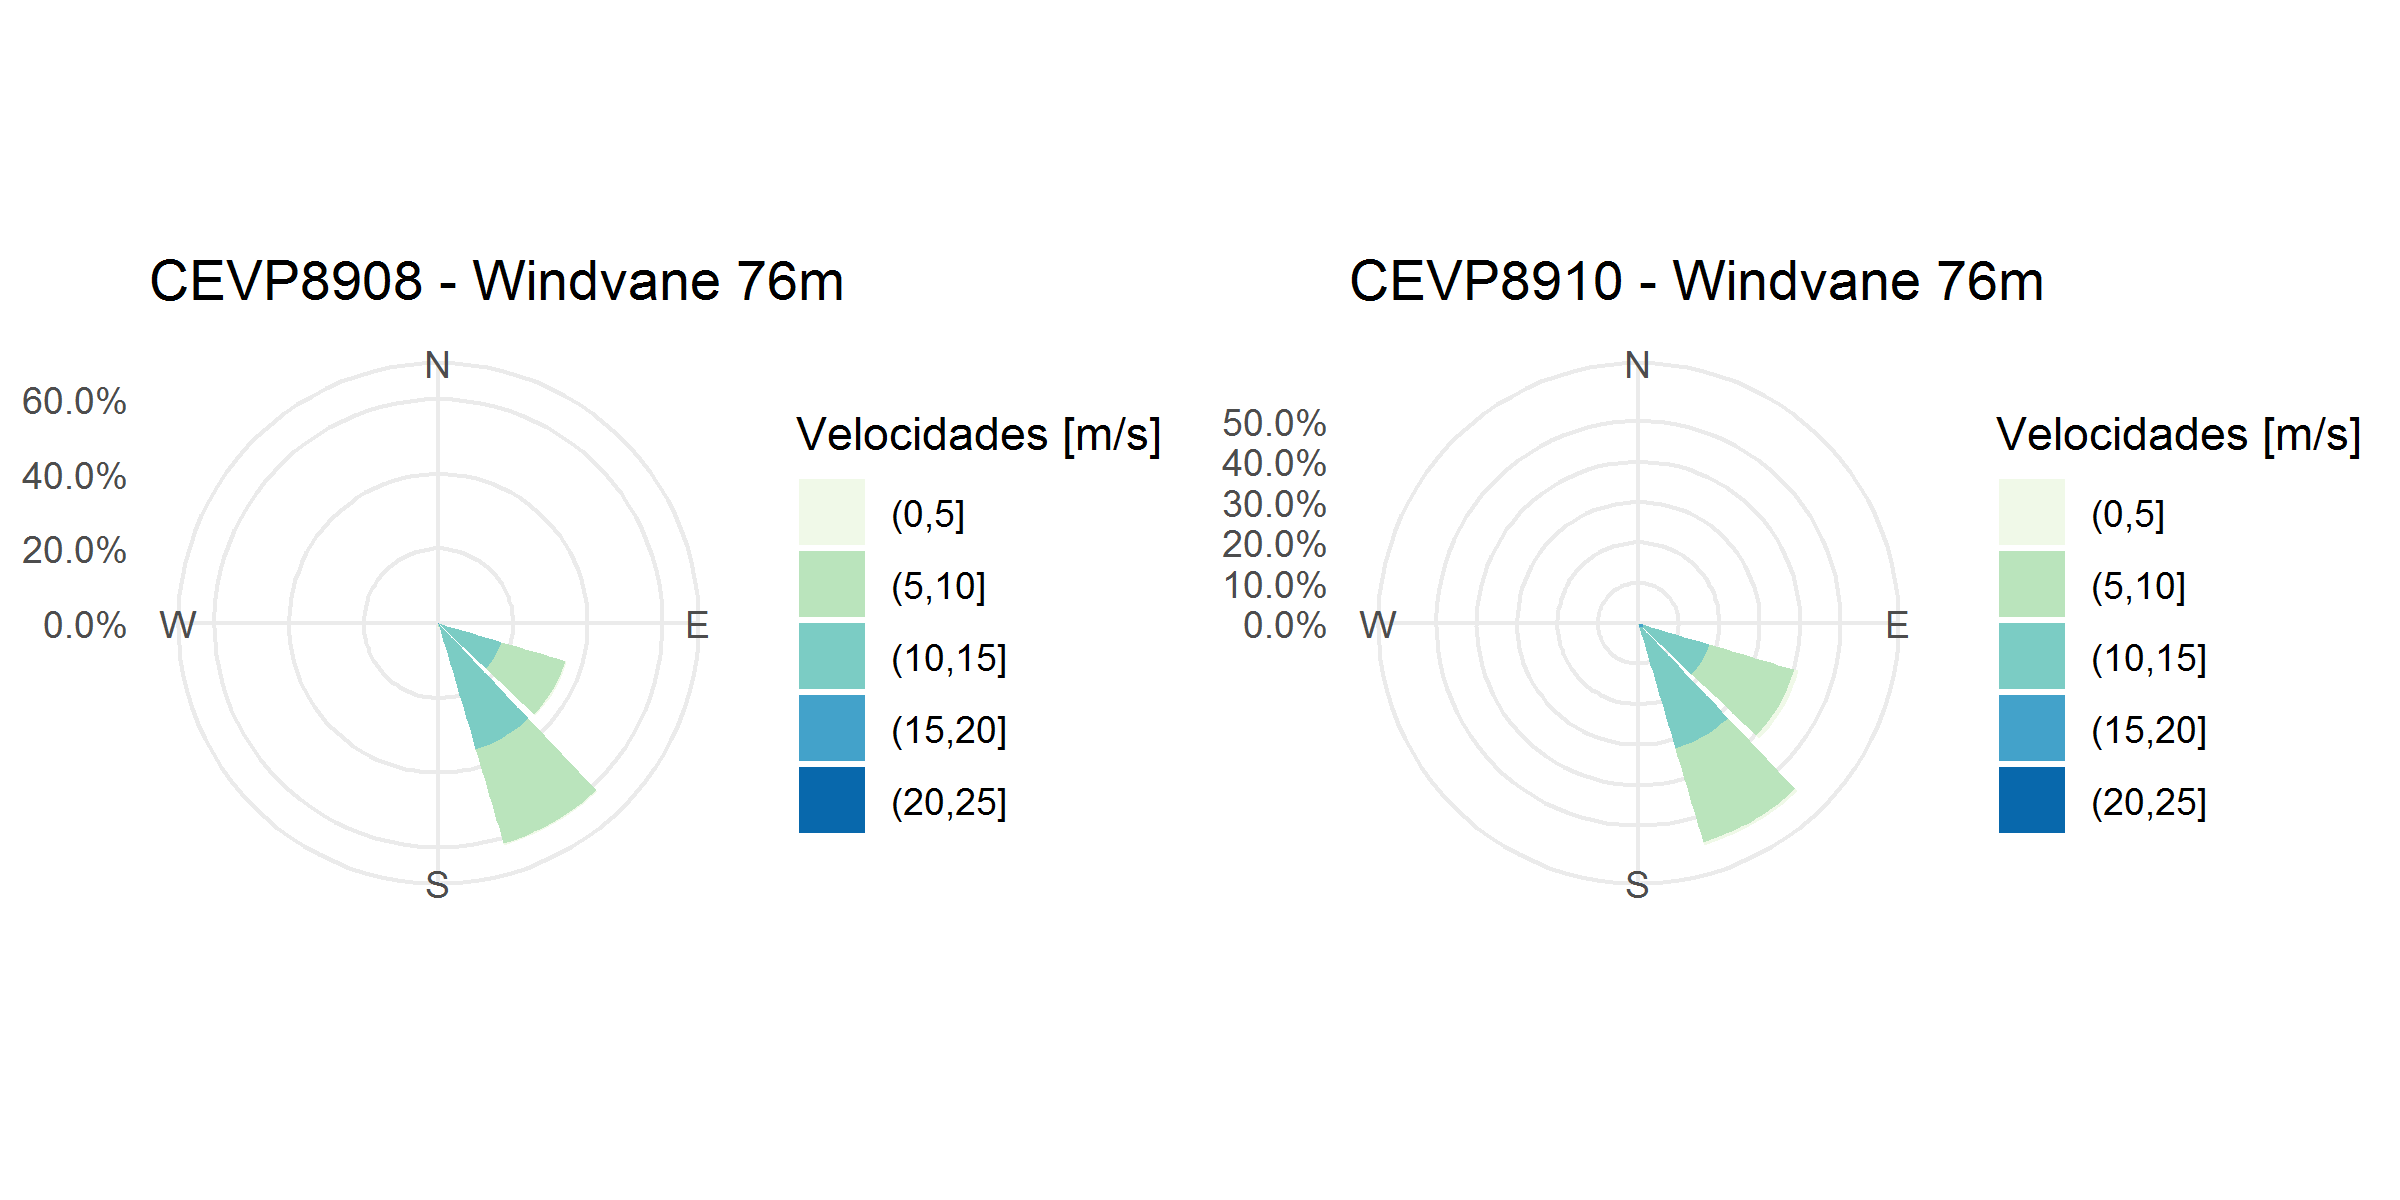 CEVP8908 - Windvane 76m
N
60.0%
40.0%
20.0%
0.0%
W
E
S
Velocidades [m/s]
(0,5]
(5,10]
(10,15]
(15,20]
(20,25]
CEVP8910 - Windvane 76m
N
50.0%
40.0%
30.0%
20.0%
10.0%
0.0%
W
E
S
Velocidades [m/s]
(0,5]
(5,10]
(10,15]
(15,20]
(20,25]